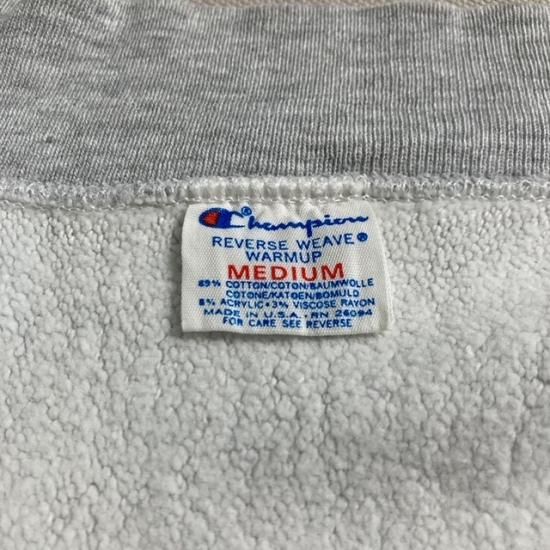 Champion®
REVERSE WEAVE®
WARMUP
MEDIUM
89% COTTON/COTON/BAUMWOLLE
COTONE/KATOEN/BOMULD
8% ACRYLIC • 3% VISCOSE RAYON
MADE IN U.S.A. • RN 26094
FOR CARE SEE REVERSE